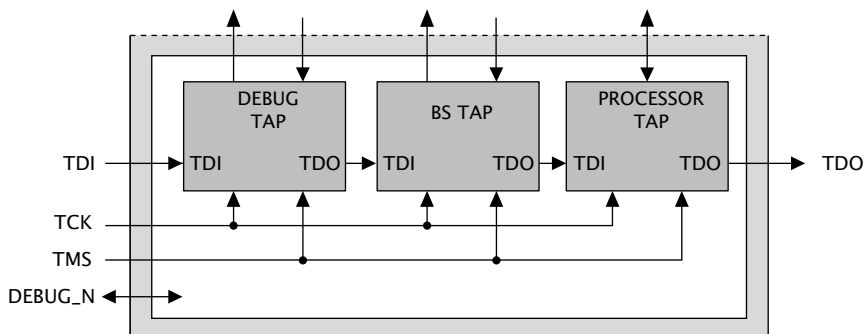 DEBUG
TAP
BS TAP
PROCESSOR
TAP
TDI
TDI
TDO
TDI
TDO
TDI
TDO
TDO
TCK
TMS
DEBUG_N